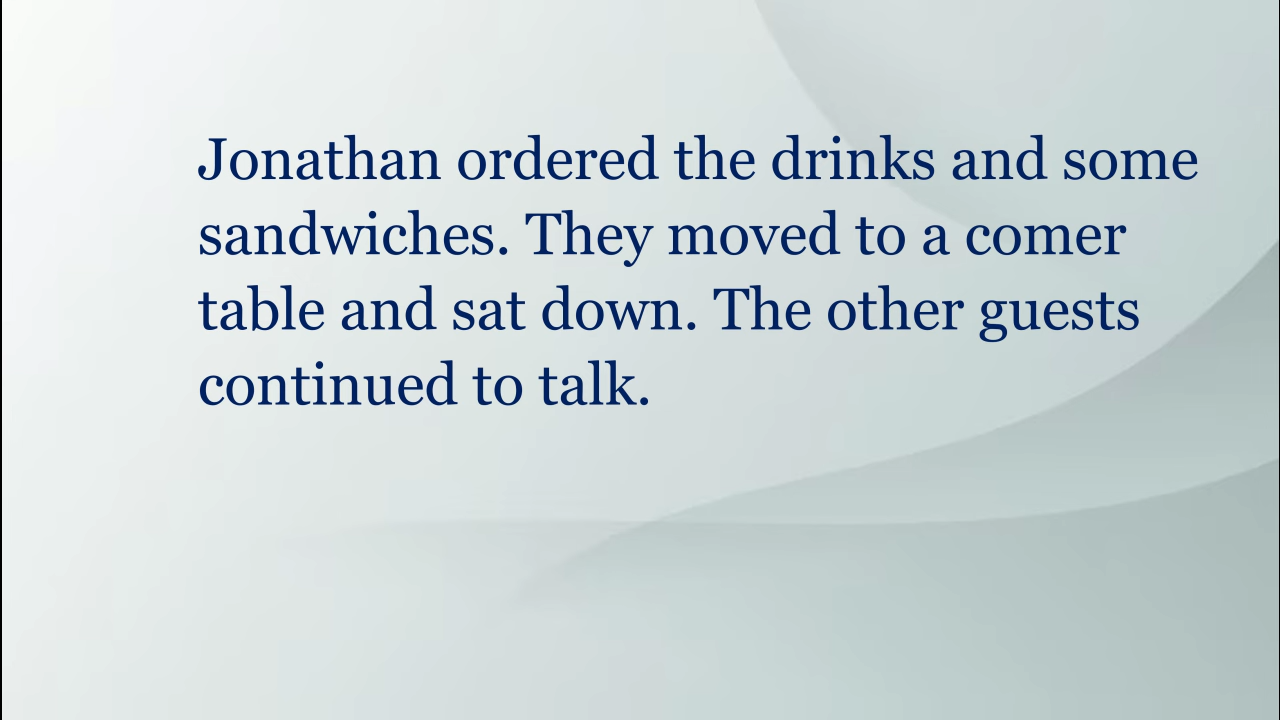 Jonathan ordered the drinks and some
sandwiches. They moved to a comer
table and sat down. The other guests
continued to talk.